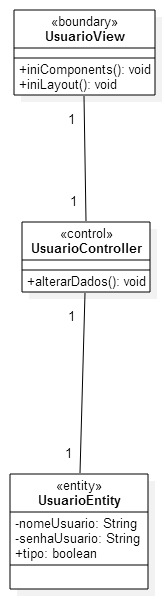 «boundary»
UsuarioView
+iniComponents(): void
+iniLayout(): void
1
1
«control»
UsuarioController
+alterarDados(): void
1
1
«entity»
UsuarioEntity
-nomeUsuario: String
-senhaUsuario: String
+tipo: boolean